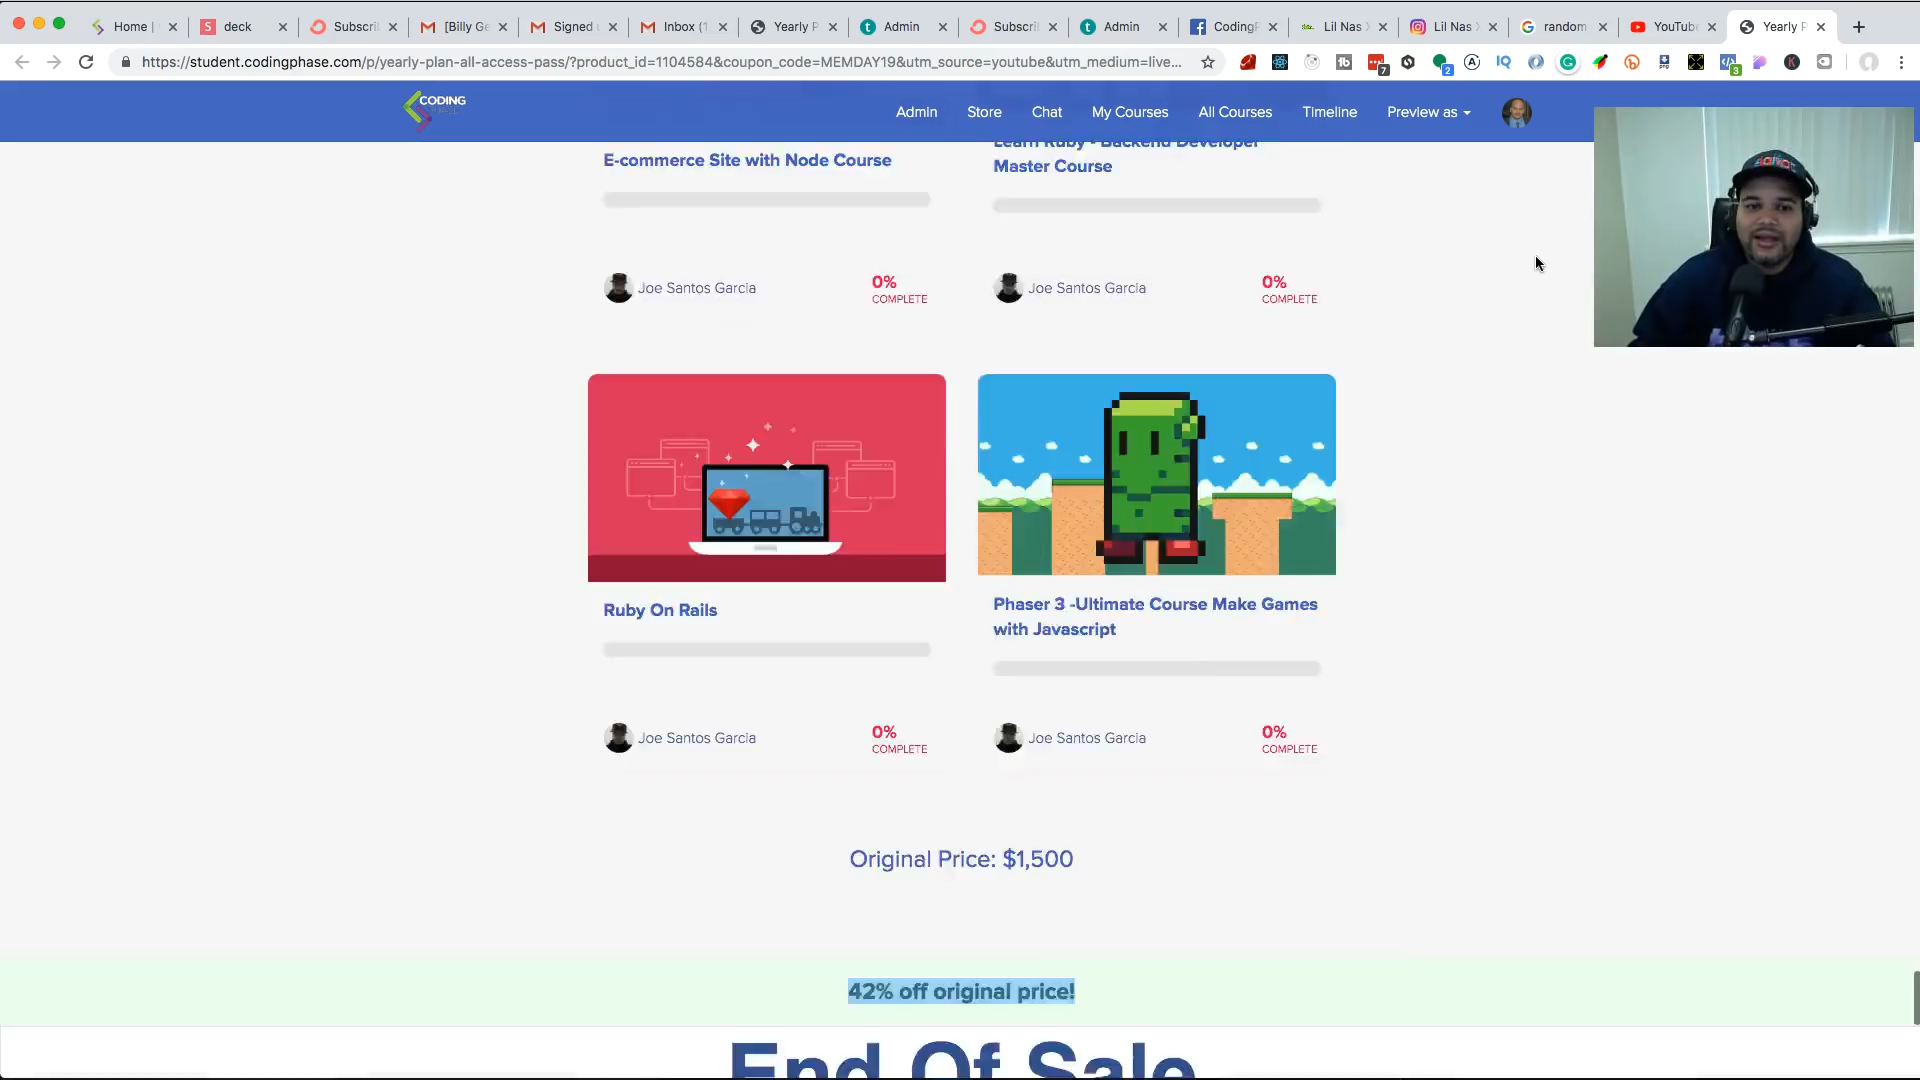 Home |
deck
Subscri
[Billy Ge
Signed
Inbox (1
Yearly P
Admin
Subscri
Admin
CodingP
Lil Nas X
Lil Nas X
random
YouTube
Yearly P
https://student.codingphase.com/p/yearly-plan-all-access-pass/?product_id=1104584&coupon_code=MEMDAY19&utm_source=youtube&utm_medium=live...
CODING
Admin
Store
Chat
My Courses
All Courses
Timeline
Preview as
E-commerce Site with Node Course
Learn Ruby - Backend Developer
Master Course
Joe Santos Garcia
0%
COMPLETE
Joe Santos Garcia
0%
COMPLETE
Ruby On Rails
Phaser 3 -Ultimate Course Make Games
with Javascript
Joe Santos Garcia
0%
COMPLETE
Joe Santos Garcia
0%
COMPLETE
Original Price: $1,500
42% off original price!
End Of Sale